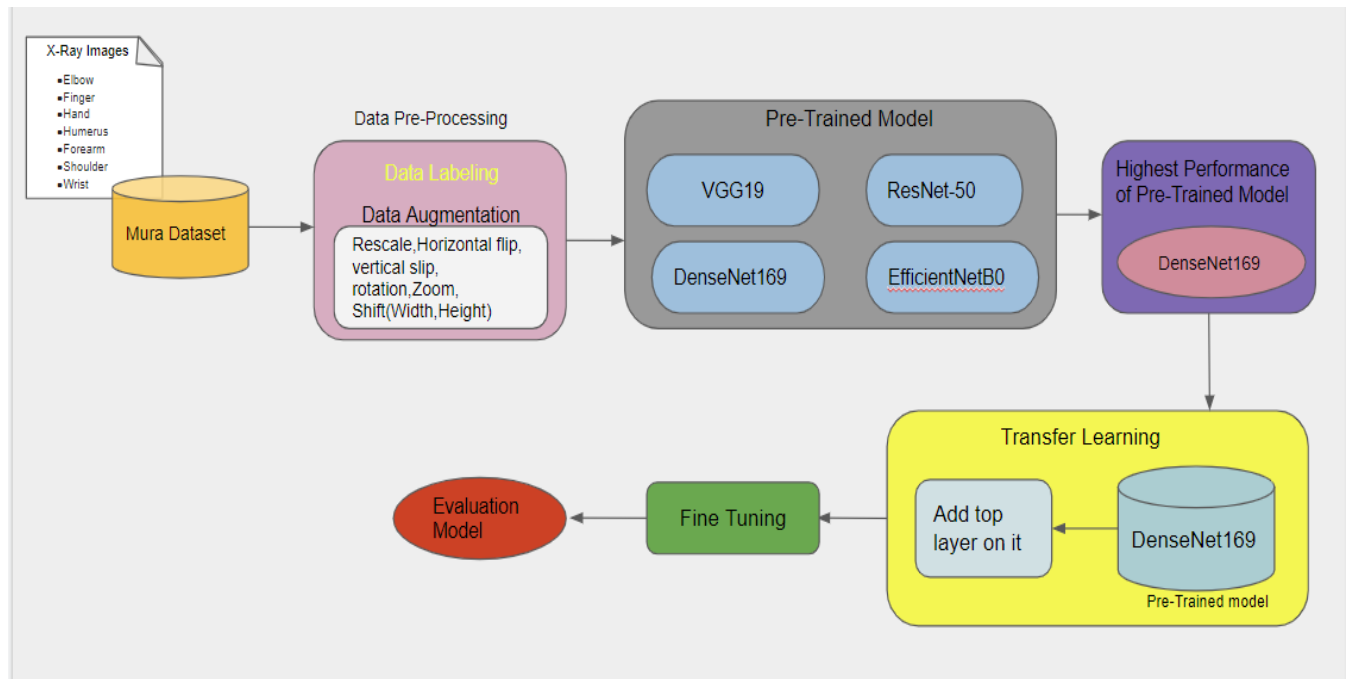 X-Ray Images
•Elbow
•Finger
•Hand
•Humerus
•Forearm
•Shoulder
•Wrist
Mura Dataset
Data Pre-Processing
Data Labeling
Data Augmentation
Rescale,Horizontal flip,
vertical slip,
rotation,Zoom,
Shift(Width,Height)
Pre-Trained Model
VGG19
ResNet-50
DenseNet169
EfficientNetB0
Highest Performance
of Pre-Trained Model
DenseNet169
Transfer Learning
Add top
layer on it
DenseNet169
Pre-Trained model
Fine Tuning
Evaluation
Model